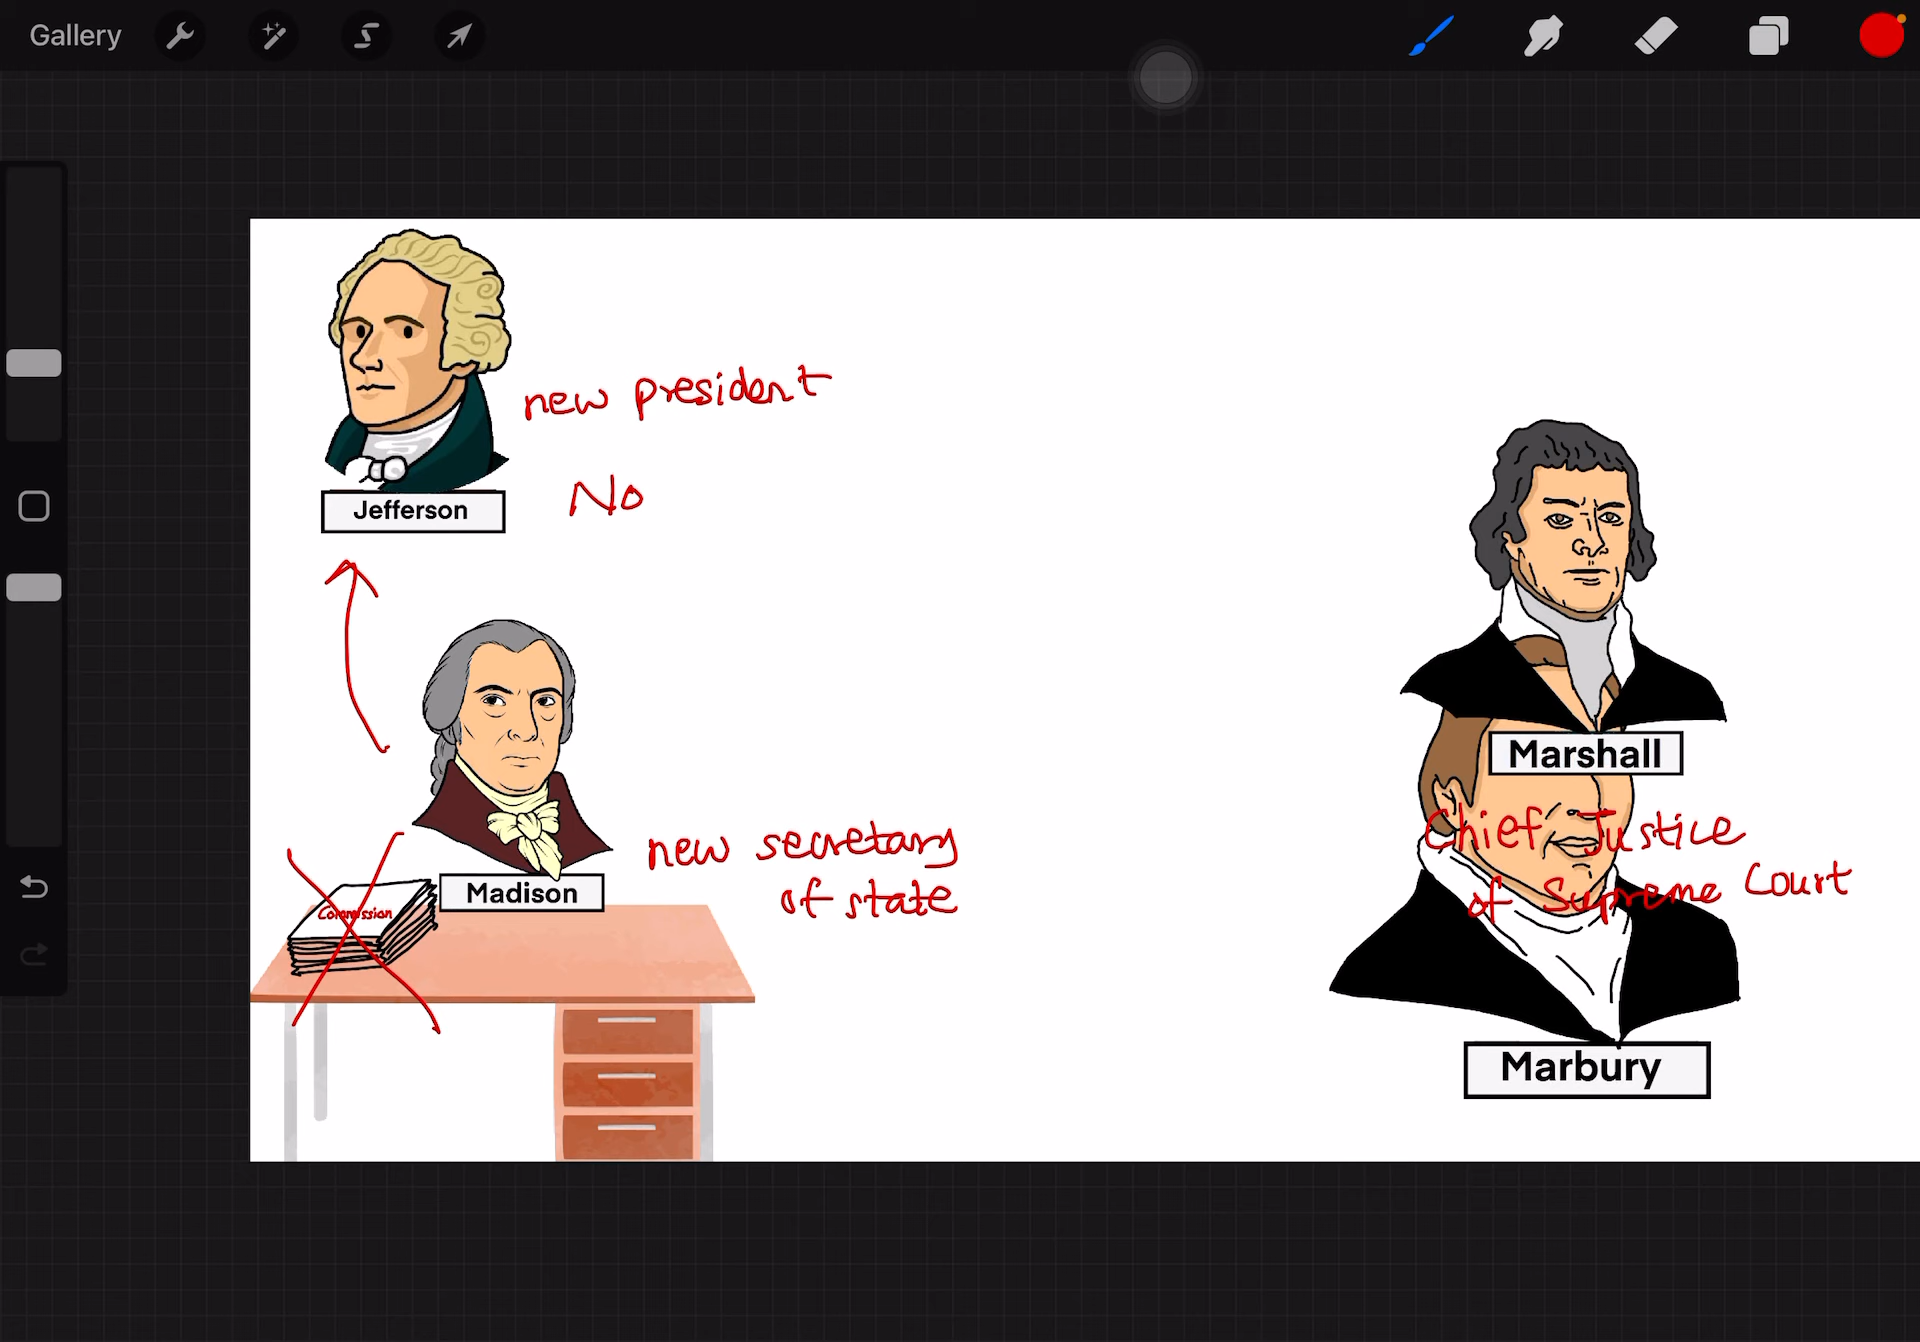 Gallery
new president
Jefferson
No
Marshall
Chief Justice
of Supreme Court
new secretary
of state
Madison
Commission
Marbury